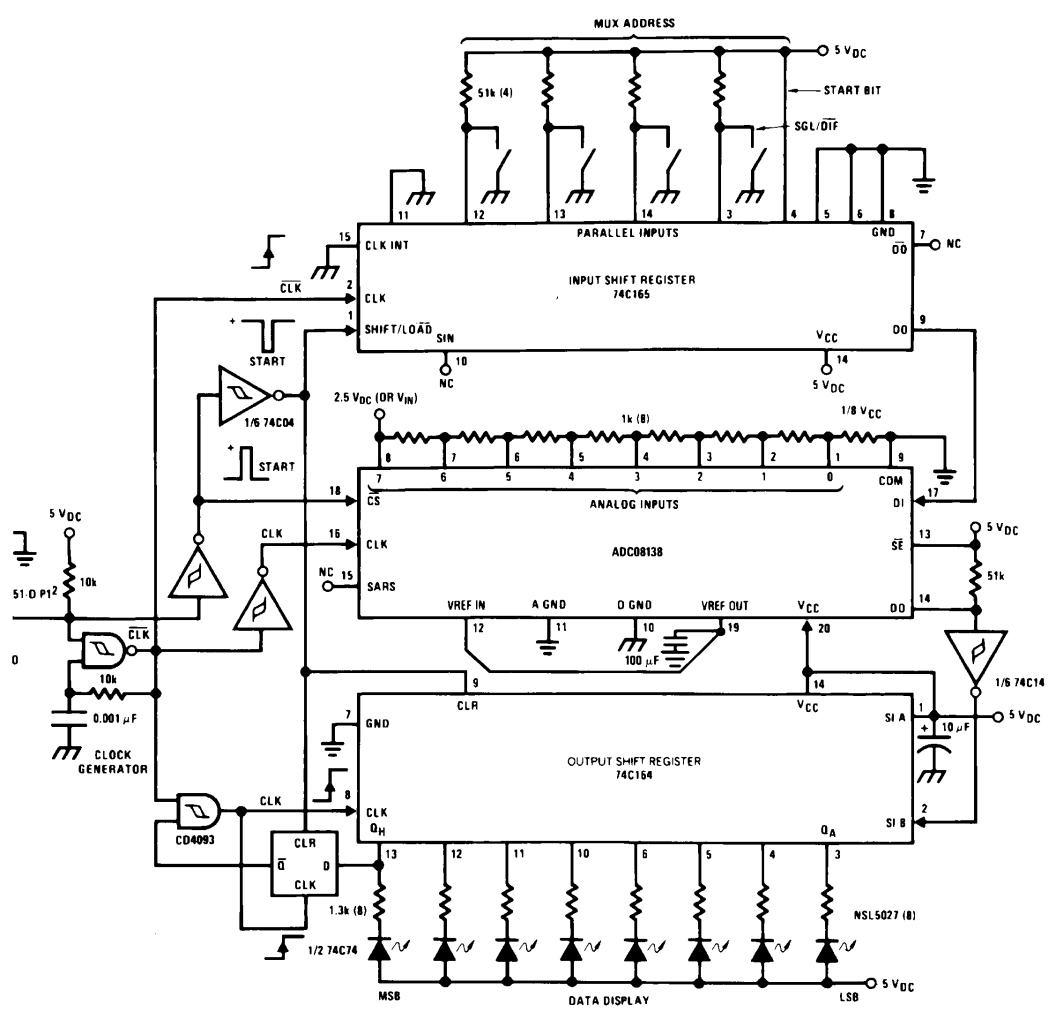 MUX ADDRESS
5 VDC
51k (4)
START BIT
SGL/DIF
11
12
13
14
3
4
5
6
8
PARALLEL INPUTS
GND
15
CLK INT
7
DO
NC
INPUT SHIFT REGISTER
74C165
CLK
2
CLK
1
SHIFT/LOAD
9
DO
+
START
SIN
VCC
10
NC
14
5 VDC
1/6 74C04
2.5 VDC (OR VIN)
1k (8)
1/8 VCC
+
START
8
7
6
5
4
3
2
1
9
7
6
5
4
3
2
1
0
COM
18
CS
ANALOG INPUTS
DI
17
5 VDC
CLK
16
CLK
ADC08138
SE
13
5 VDC
10k
NC
15
SARS
51k
51-D P1²
DO
14
VREF IN
A GND
D GND
VREF OUT
VCC
12
11
10
19
20
CLK
100 µF
0
10k
1/6 74C14
9
14
CLR
VCC
0.001 µF
7
GND
SI A
1
5 VDC
+
10 µF
CLOCK
GENERATOR
OUTPUT SHIFT REGISTER
74C164
CLK
8
CLK
SI B
2
QH
QA
CD4093
CLR
Q
D
CLK
13
12
11
10
6
5
4
3
1.3k (8)
NSL5027 (8)
1/2 74C74
MSB
DATA DISPLAY
LSB
5 VDC